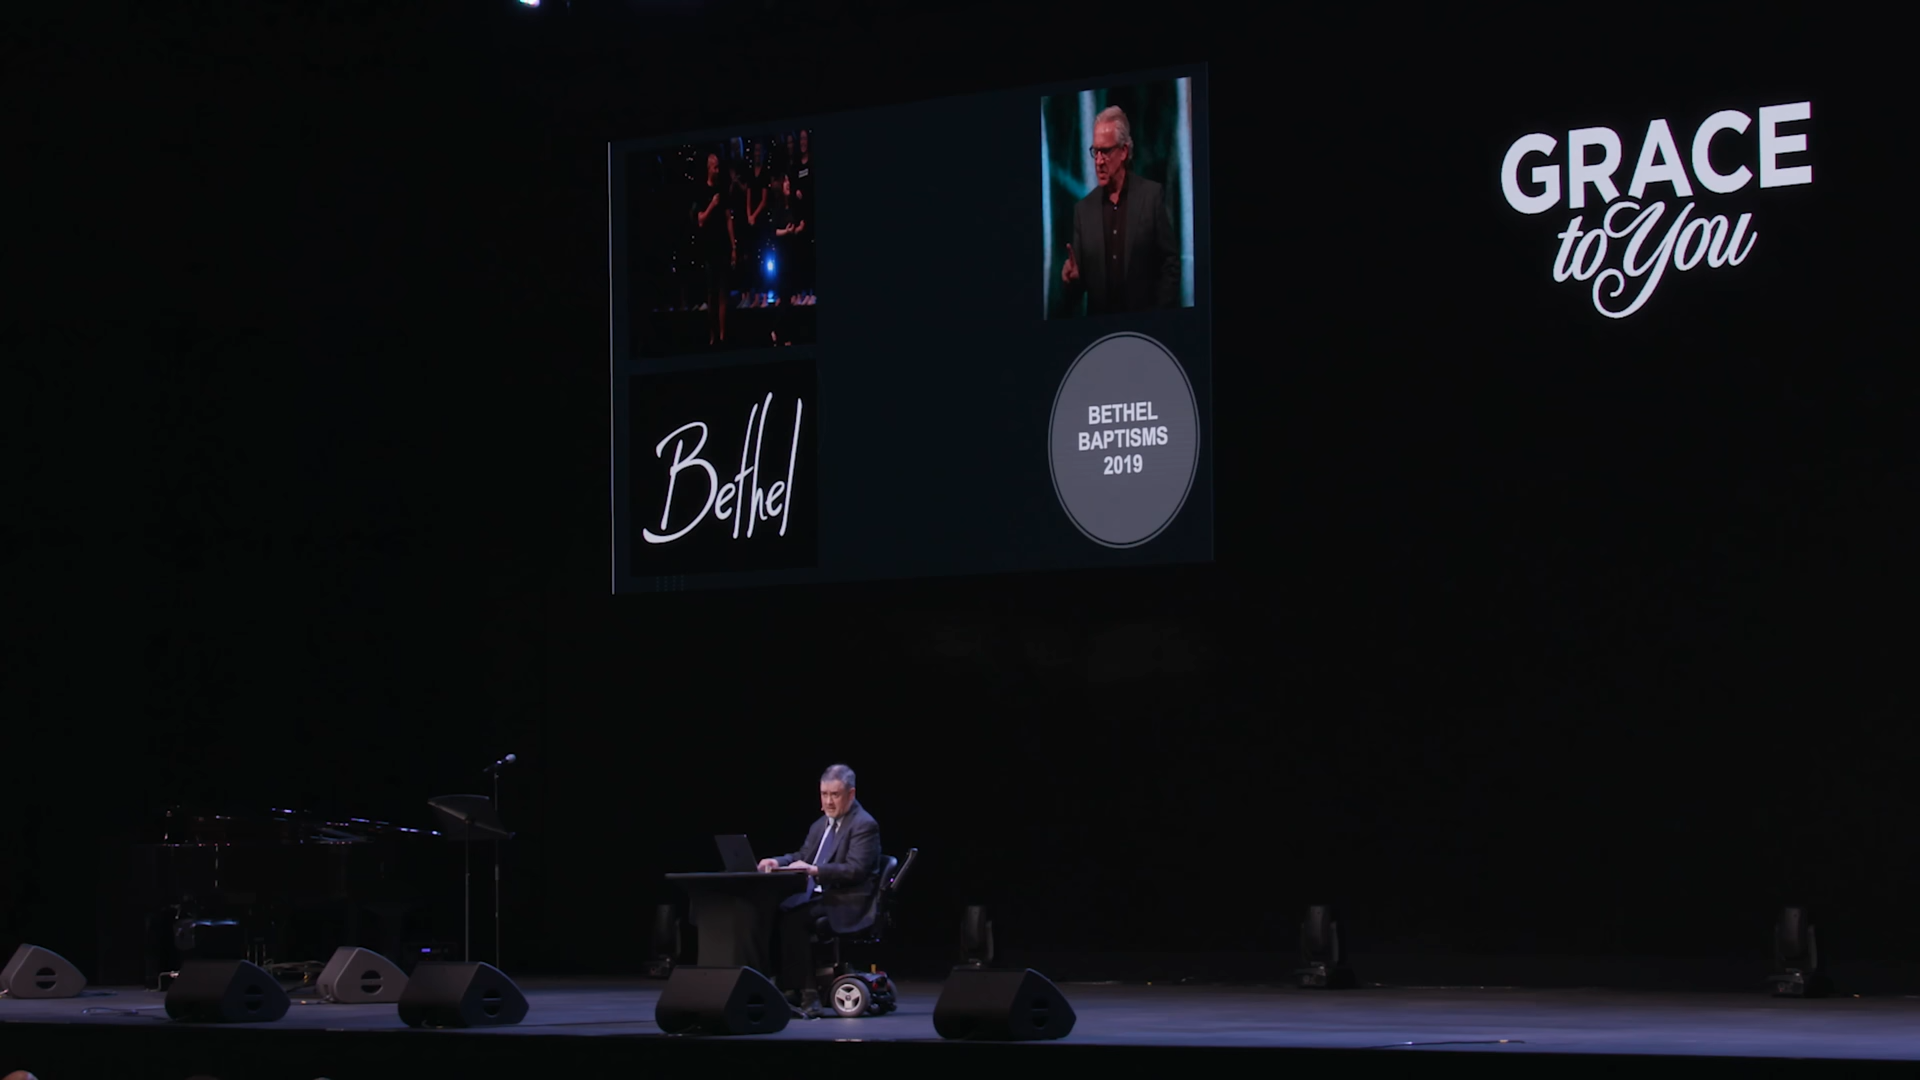 GRACE
to You
Bethel
BETHEL
BAPTISMS
2019